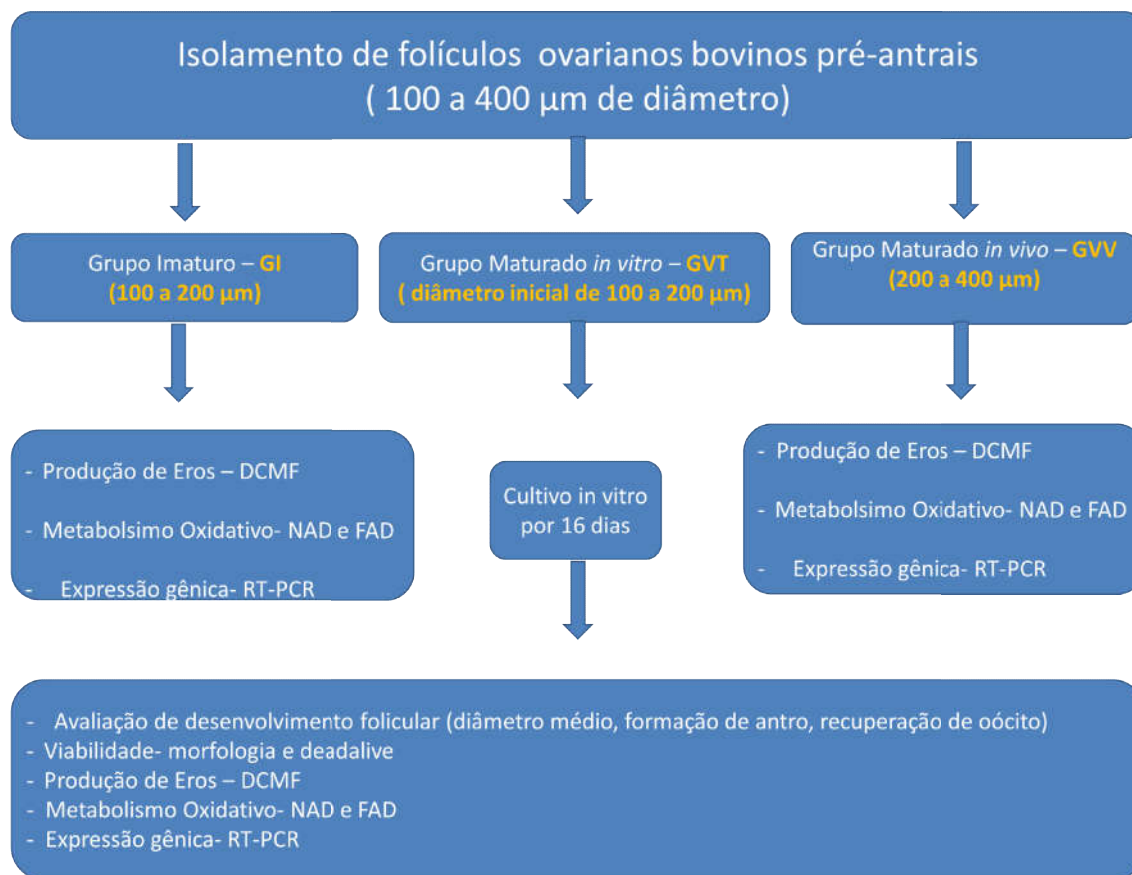 Isolamento de folículos ovarianos bovinos pré-antrais
( 100 a 400 µm de diâmetro)
Grupo Imaturo – GI
(100 a 200 µm)
Grupo Maturado in vitro – GVT
( diâmetro inicial de 100 a 200 µm)
Grupo Maturado in vivo – GVV
(200 a 400 µm)
- Produção de Eros – DCMF
- Metabolsimo Oxidativo- NAD e FAD
- Expressão gênica- RT-PCR
Cultivo in vitro
por 16 dias
- Produção de Eros – DCMF
- Metabolsimo Oxidativo- NAD e FAD
- Expressão gênica- RT-PCR
- Avaliação de desenvolvimento folicular (diâmetro médio, formação de antro, recuperação de oócito)
- Viabilidade- morfologia e deadalive
- Produção de Eros – DCMF
- Metabolismo Oxidativo- NAD e FAD
- Expressão gênica- RT-PCR